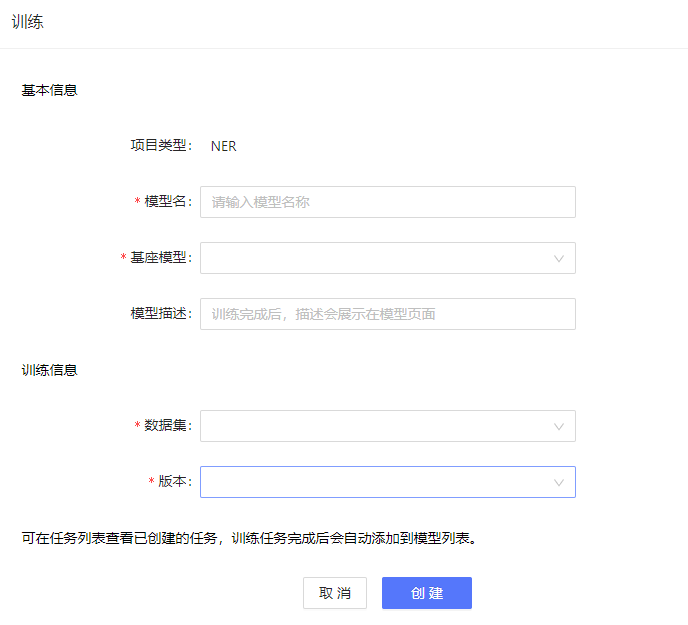 训练
基本信息
项目类型: NER
* 模型名: 请输入模型名称
* 基座模型:
模型描述: 训练完成后，描述会展示在模型页面
训练信息
* 数据集:
* 版本:
可在任务列表查看已创建的任务，训练任务完成后会自动添加到模型列表。
取 消 创 建